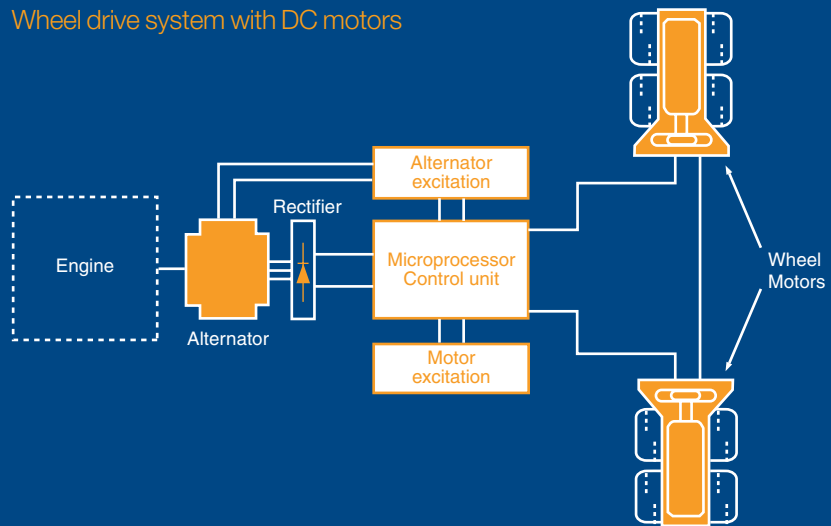 Wheel drive system with DC motors
Alternator
excitation
Rectifier
Engine
Microprocessor
Control unit
Wheel
Motors
Alternator
Motor
excitation